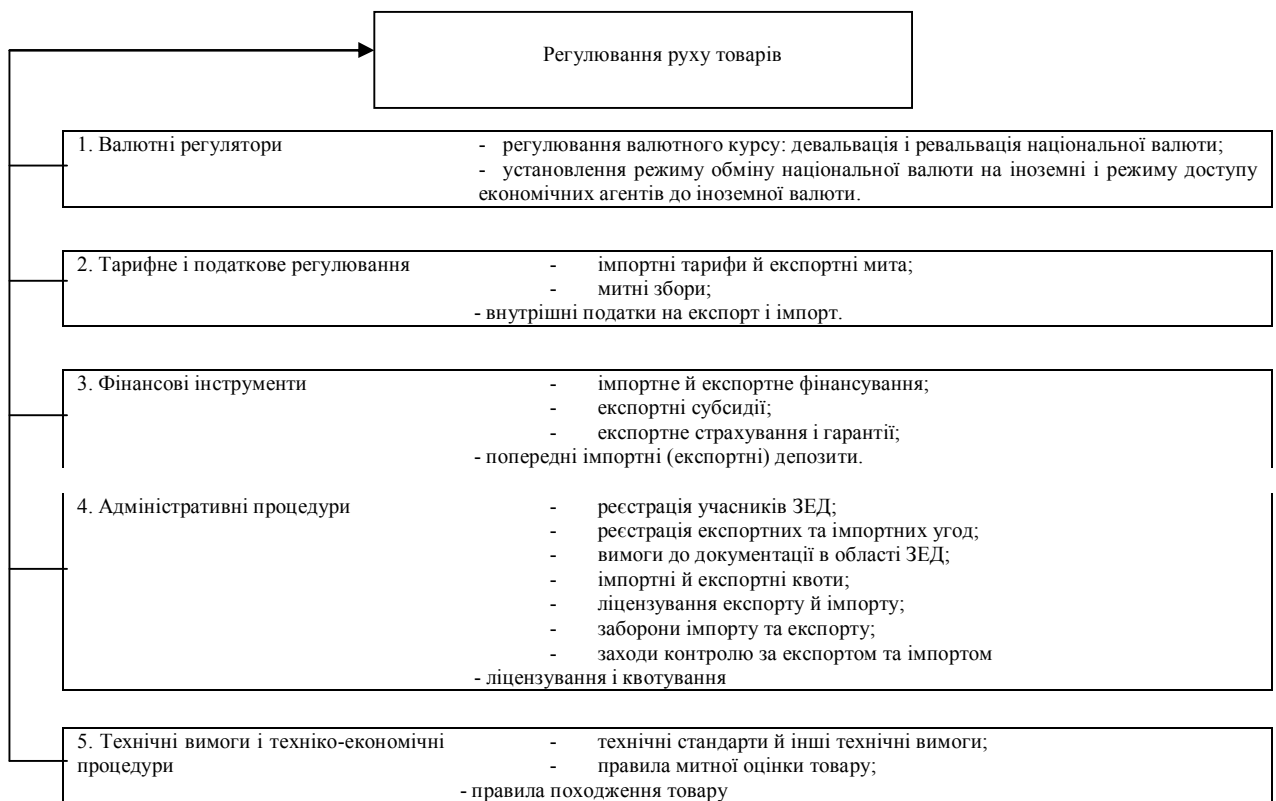 Регулювання руху товарів
1. Валютні регулятори
- регулювання валютного курсу: девальвація і ревальвація національної валюти;
- установлення режиму обміну національної валюти на іноземні і режиму доступу
економічних агентів до іноземної валюти.
2. Тарифне і податкове регулювання
- імпортні тарифи й експортні мита;
- митні збори;
- внутрішні податки на експорт і імпорт.
3. Фінансові інструменти
- імпортне й експортне фінансування;
- експортні субсидії;
- експортне страхування і гарантії;
- попередні імпортні (експортні) депозити.
4. Адміністративні процедури
- реєстрація учасників ЗЕД;
- реєстрація експортних та імпортних угод;
- вимоги до документації в області ЗЕД;
- імпортні й експортні квоти;
- ліцензування експорту й імпорту;
- заборони імпорту та експорту;
- заходи контролю за експортом та імпортом
- ліцензування і квотування
5. Технічні вимоги і техніко-економічні
процедури
- технічні стандарти й інші технічні вимоги;
- правила митної оцінки товару;
- правила походження товару